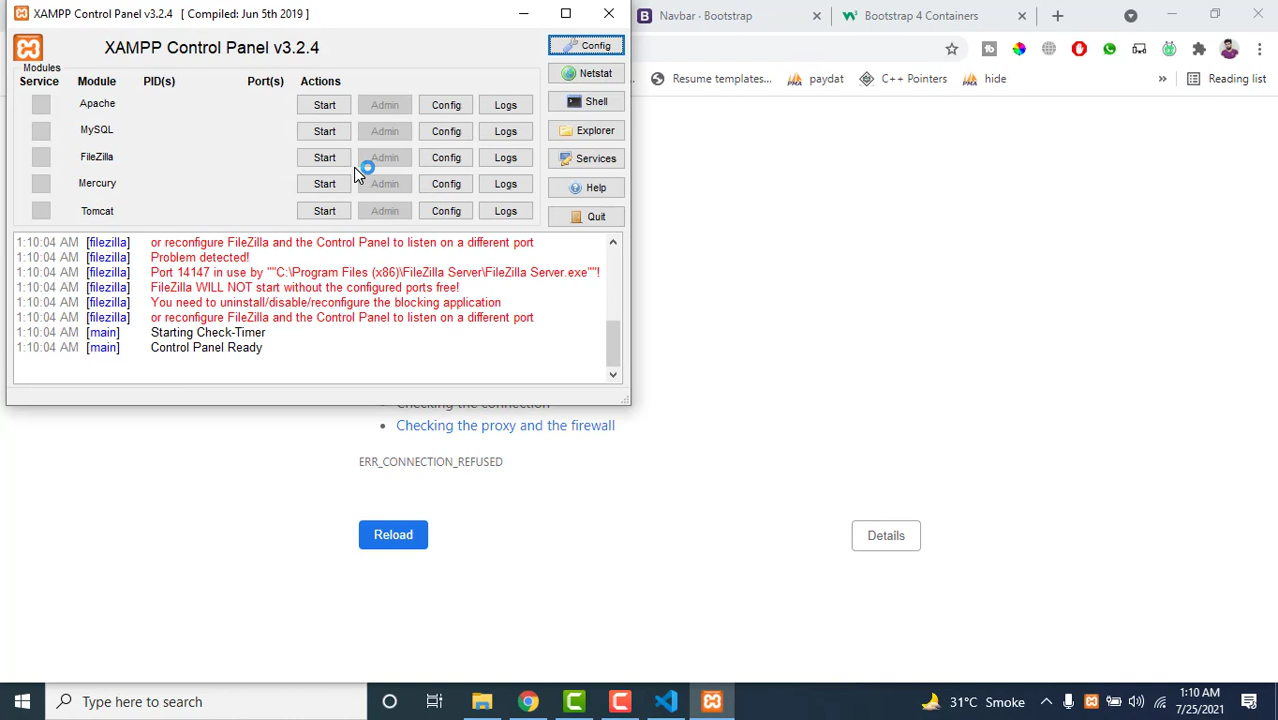 XAMPP Control Panel v3.2.4 [ Compiled: Jun 5th 2019 ]
Navbar · Bootstrap
Bootstrap 4 Containers
XAMPP Control Panel v3.2.4
Config
Modules
Service Module PID(s) Port(s) Actions
Netstat
Resume templates...
paydat
C++ Pointers
hide
»
Reading list
Apache Start Admin Config Logs
Shell
MySQL Start Admin Config Logs
Explorer
FileZilla Start Admin Config Logs
Services
Mercury Start Admin Config Logs
Help
Tomcat Start Admin Config Logs
Quit
1:10:04 AM [filezilla] or reconfigure FileZilla and the Control Panel to listen on a different port
1:10:04 AM [filezilla] Problem detected!
1:10:04 AM [filezilla] Port 14147 in use by ""C:\Program Files (x86)\FileZilla Server\FileZilla Server.exe""!
1:10:04 AM [filezilla] FileZilla WILL NOT start without the configured ports free!
1:10:04 AM [filezilla] You need to uninstall/disable/reconfigure the blocking application
1:10:04 AM [filezilla] or reconfigure FileZilla and the Control Panel to listen on a different port
1:10:04 AM [main] Starting Check-Timer
1:10:04 AM [main] Control Panel Ready
• Checking the connection
• Checking the proxy and the firewall
ERR_CONNECTION_REFUSED
Reload
Details
Type here to search
31°C Smoke
1:10 AM
7/25/2021